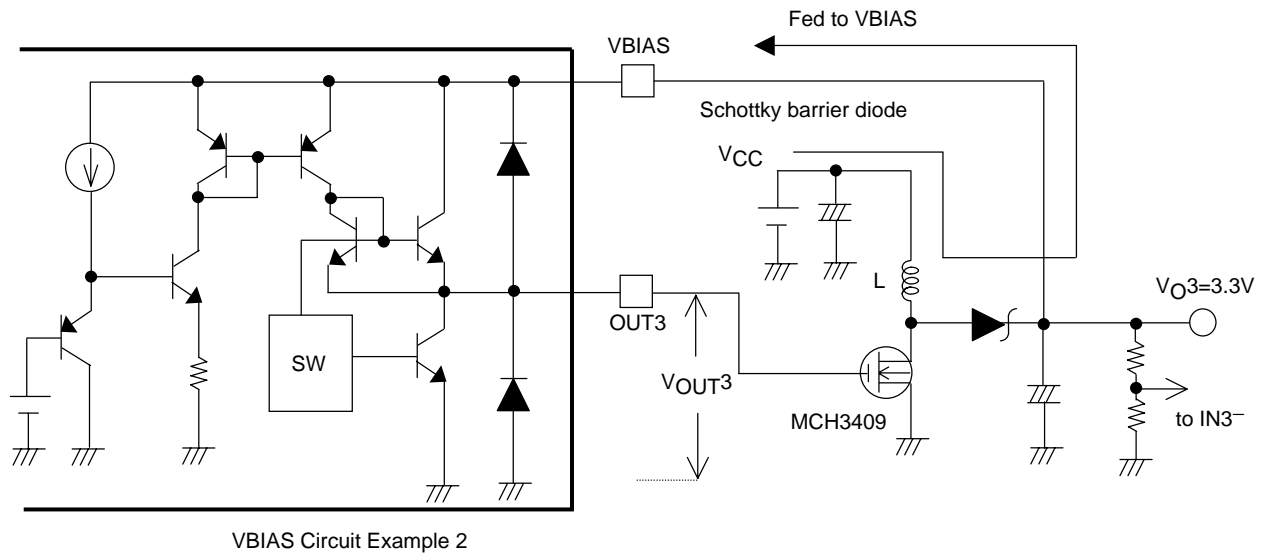 Fed to VBIAS
VBIAS
Schottky barrier diode
VCC
L
VO3=3.3V
OUT3
SW
VOUT3
MCH3409
to IN3–
VBIAS Circuit Example 2